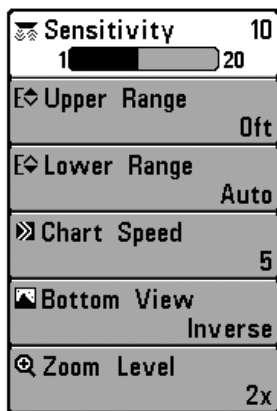 Sensitivity 10
1 20
Upper Range
0ft
Lower Range
Auto
Chart Speed
5
Bottom View
Inverse
Zoom Level
2x